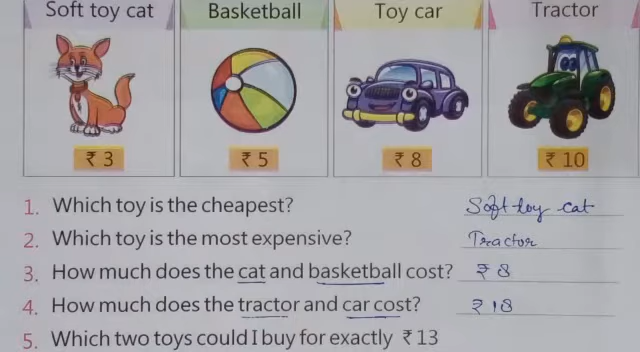 Soft toy cat Basketball Toy car Tractor
₹ 3 ₹ 5 ₹ 8 ₹ 10
1. Which toy is the cheapest? Soft toy cat
2. Which toy is the most expensive? Tractor
3. How much does the cat and basketball cost? ₹ 8
4. How much does the tractor and car cost? ₹ 18
5. Which two toys could I buy for exactly ₹ 13